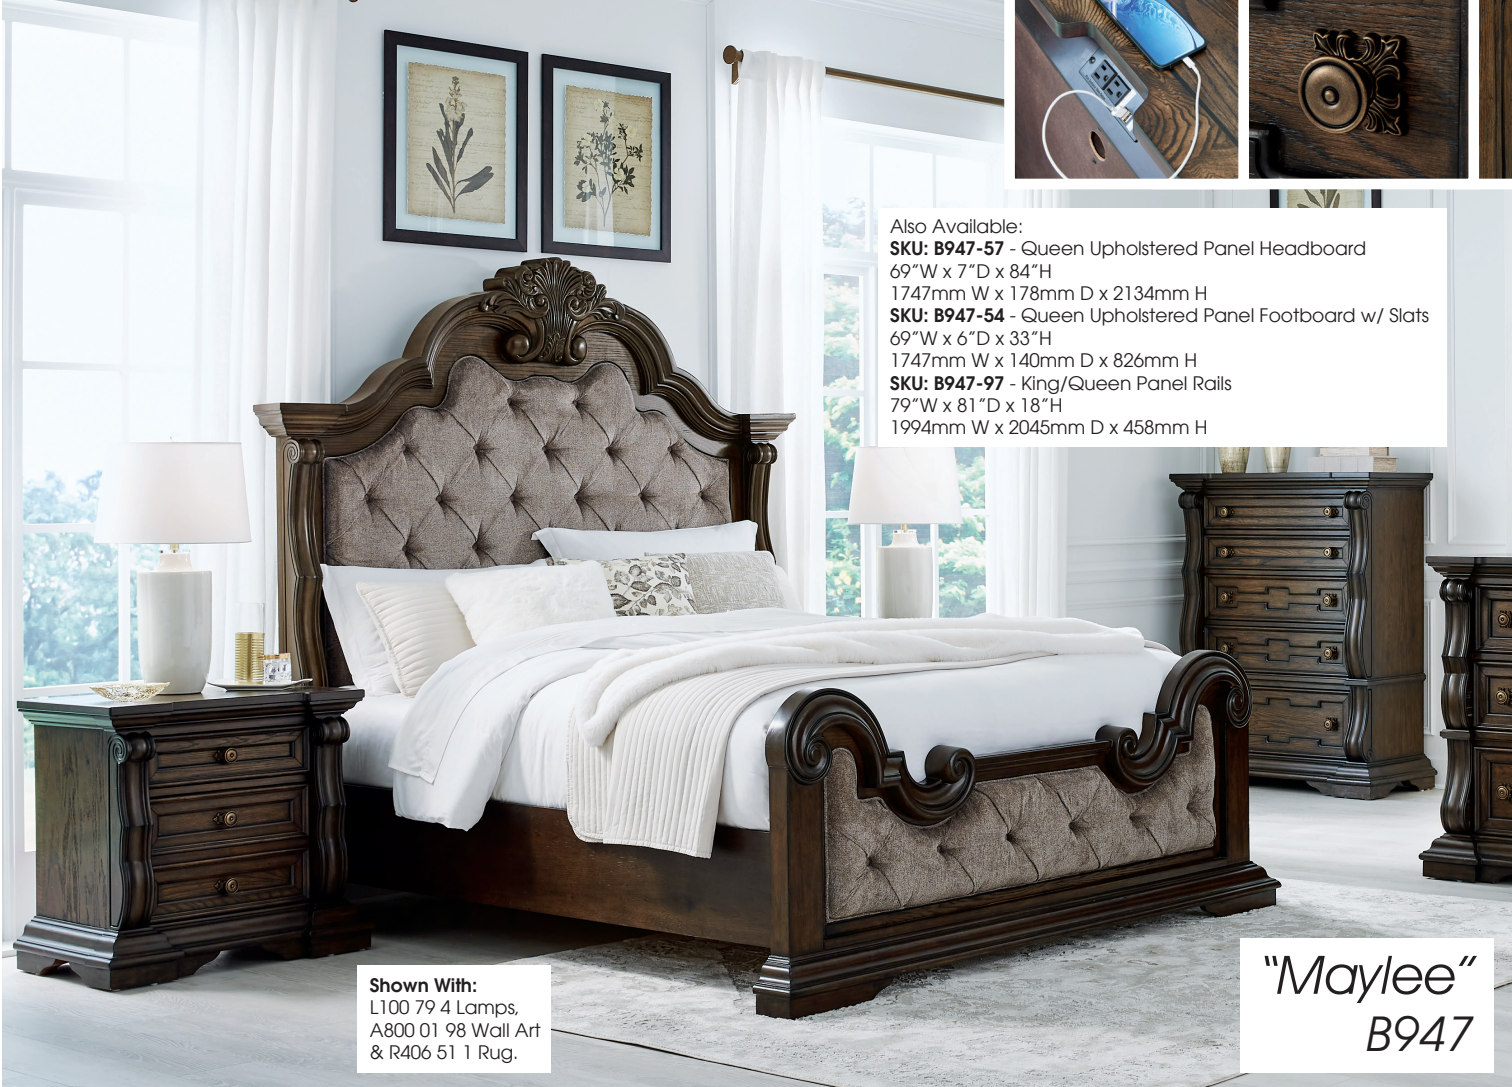 Also Available:
SKU: B947-57 - Queen Upholstered Panel Headboard
69”W x 7”D x 84”H
1747mm W x 178mm D x 2134mm H
SKU: B947-54 - Queen Upholstered Panel Footboard w/ Slats
69”W x 6”D x 33”H
1747mm W x 140mm D x 826mm H
SKU: B947-97 - King/Queen Panel Rails
79”W x 81”D x 18”H
1994mm W x 2045mm D x 458mm H
Shown With:
L100 79 4 Lamps,
A800 01 98 Wall Art
& R406 51 1 Rug.
“Maylee”
B947